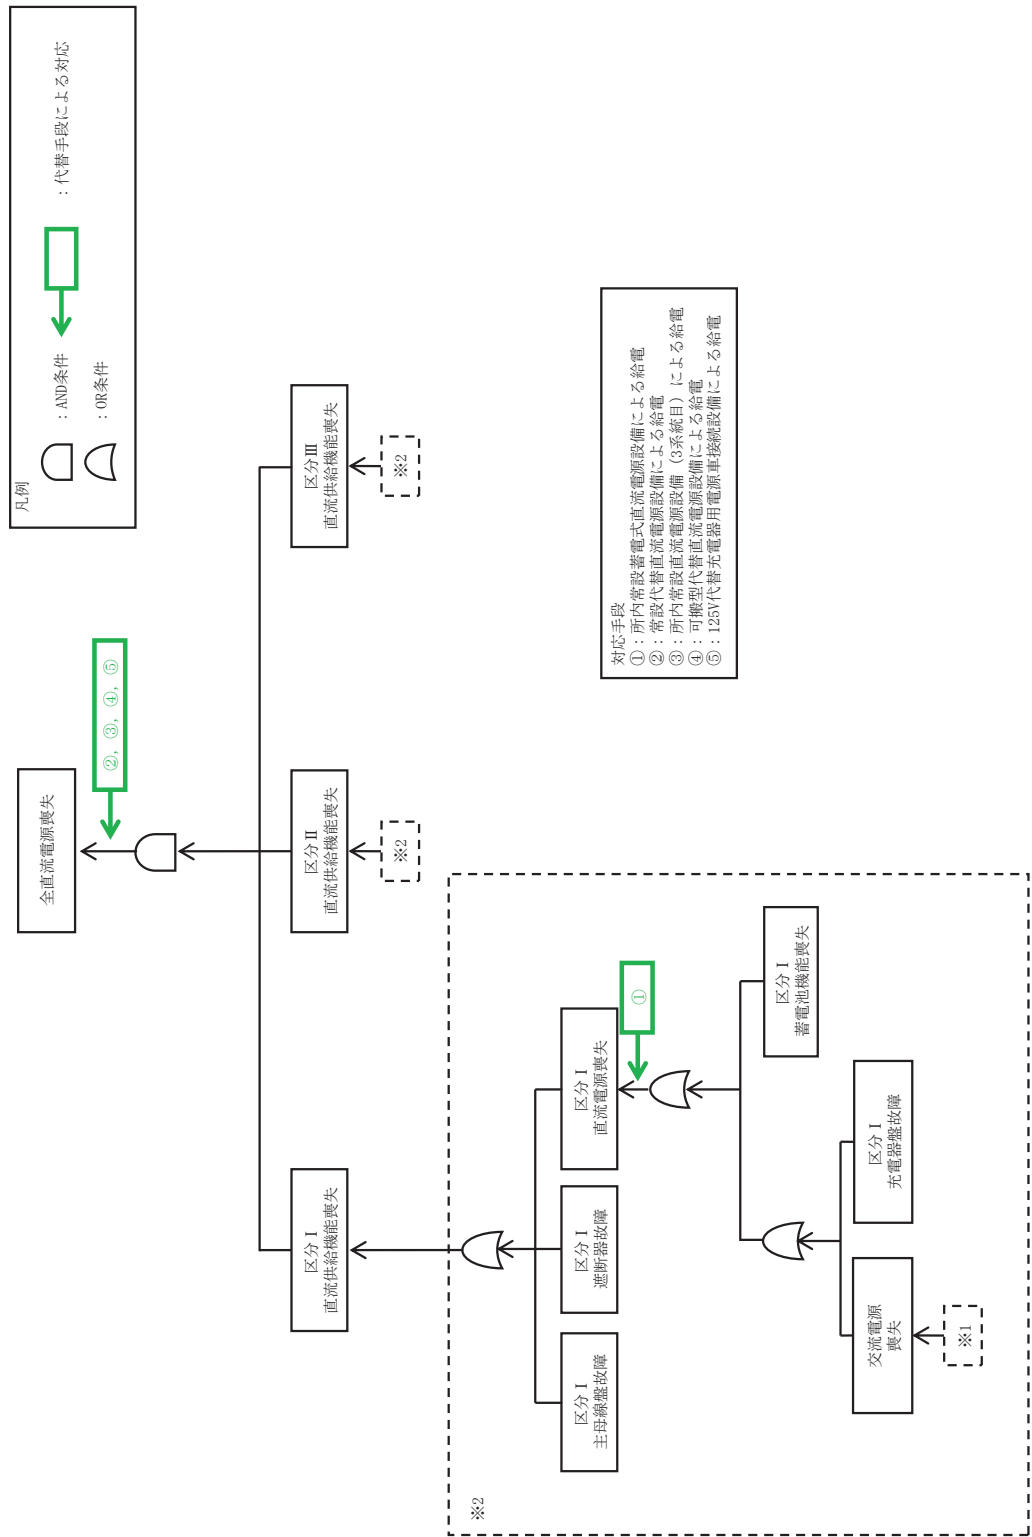 全直流電源喪失
②，③，④，⑤
区分Ⅰ
直流供給機能喪失
区分Ⅱ
直流供給機能喪失
区分Ⅲ
直流供給機能喪失
※2
※2
※2
区分Ⅰ
主母線盤故障
区分Ⅰ
遮断器故障
区分Ⅰ
直流電源喪失
①
区分Ⅰ
蓄電池機能喪失
交流電源
喪失
区分Ⅰ
充電器盤故障
※1
対応手段
①：所内常設蓄電式直流電源設備による給電
②：常設代替直流電源設備による給電
③：所内常設直流電源設備（3系統目）による給電
④：可搬型代替直流電源設備による給電
⑤：125V代替充電器用電源車接続設備による給電
凡例
：AND条件
：OR条件
：代替手段による対応